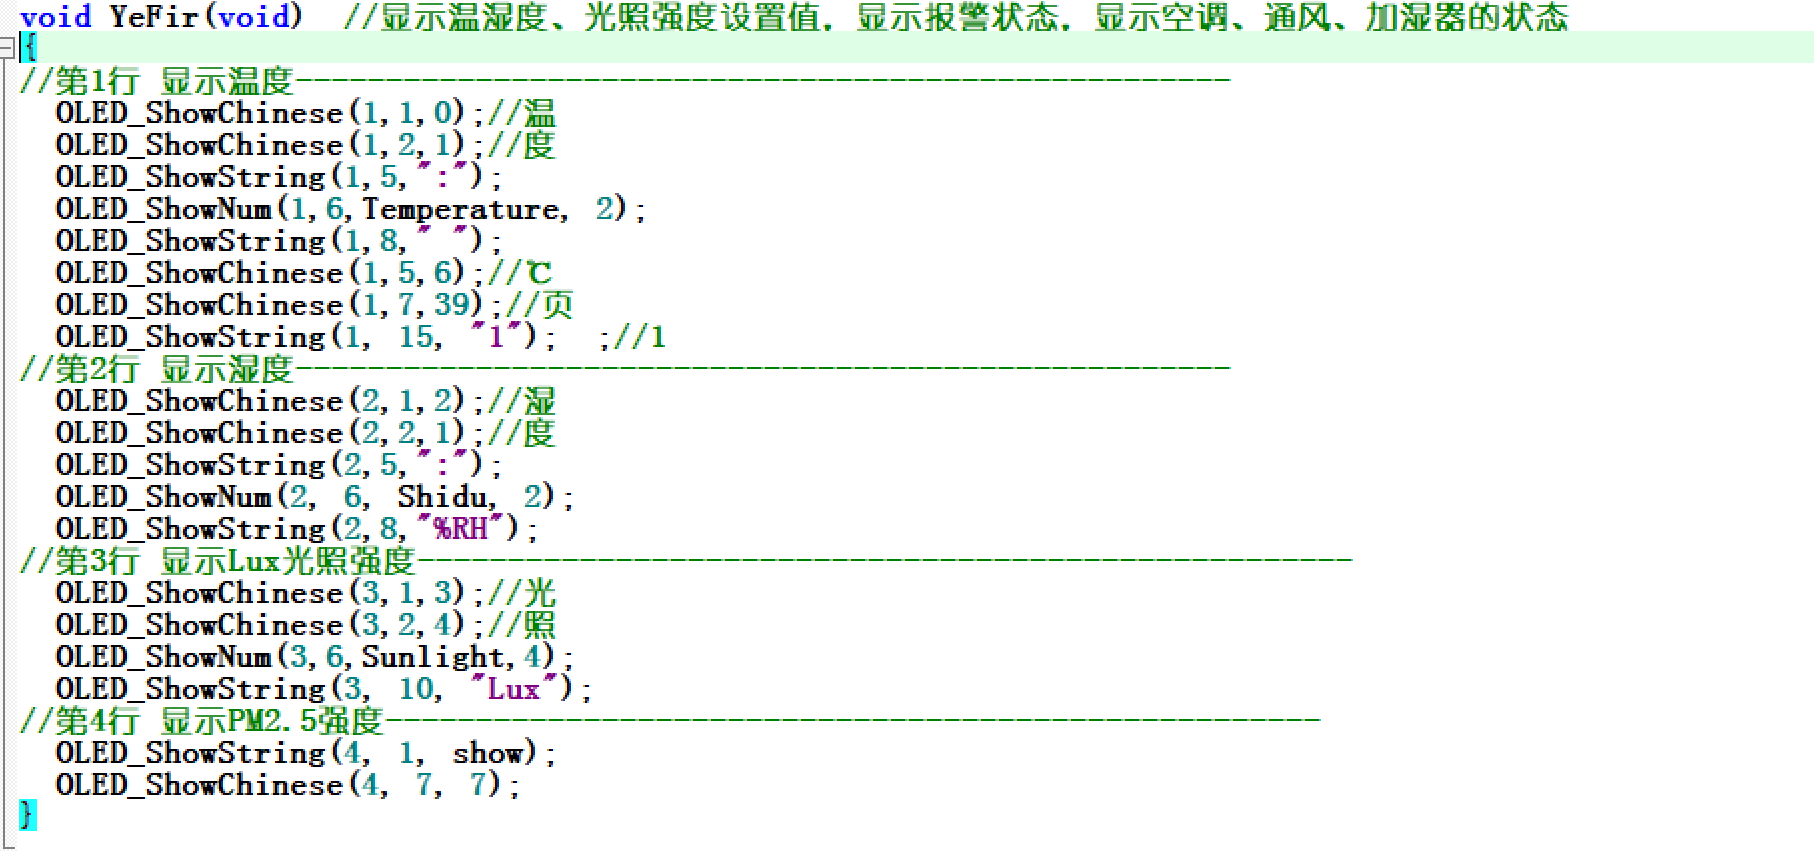 void YeFir(void)  //显示温湿度、光照强度设置值，显示报警状态，显示空调、通风、加湿器的状态
{
//第1行 显示温度----------------------------------------------------
  OLED_ShowChinese(1,1,0);//温
  OLED_ShowChinese(1,2,1);//度
  OLED_ShowString(1,5,":");
  OLED_ShowNum(1,6,Temperature, 2);
  OLED_ShowString(1,8," ");
  OLED_ShowChinese(1,5,6);//℃
  OLED_ShowChinese(1,7,39);//页
  OLED_ShowString(1, 15, "1");  ;//1
//第2行 显示湿度----------------------------------------------------
  OLED_ShowChinese(2,1,2);//湿
  OLED_ShowChinese(2,2,1);//度
  OLED_ShowString(2,5,":");
  OLED_ShowNum(2, 6, Shidu, 2);
  OLED_ShowString(2,8,"%RH");
//第3行 显示Lux光照强度----------------------------------------------------
  OLED_ShowChinese(3,1,3);//光
  OLED_ShowChinese(3,2,4);//照
  OLED_ShowNum(3,6,Sunlight,4);
  OLED_ShowString(3, 10, "Lux");
//第4行 显示PM2.5强度----------------------------------------------------
  OLED_ShowString(4, 1, show);
  OLED_ShowChinese(4, 7, 7);
}